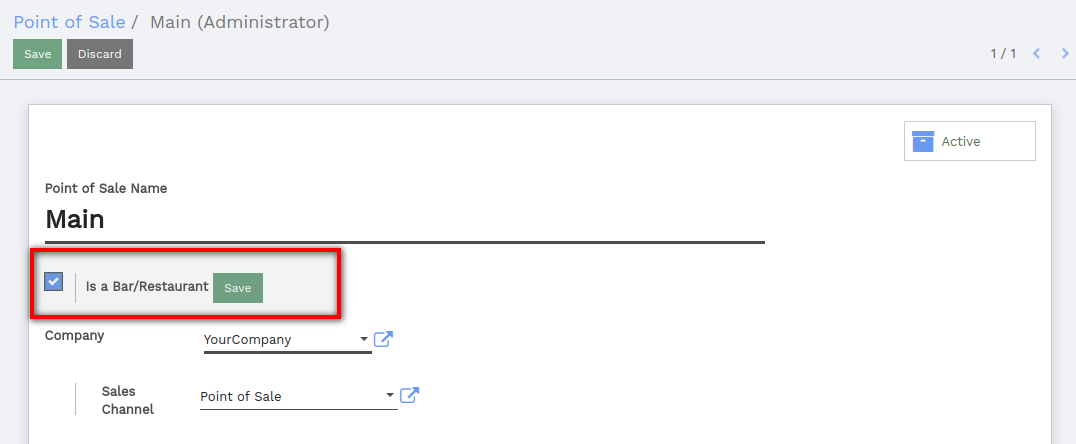 Point of Sale / Main (Administrator)
Save Discard 1 / 1
Active
Point of Sale Name
Main
Is a Bar/Restaurant Save
Company YourCompany
Sales Channel Point of Sale